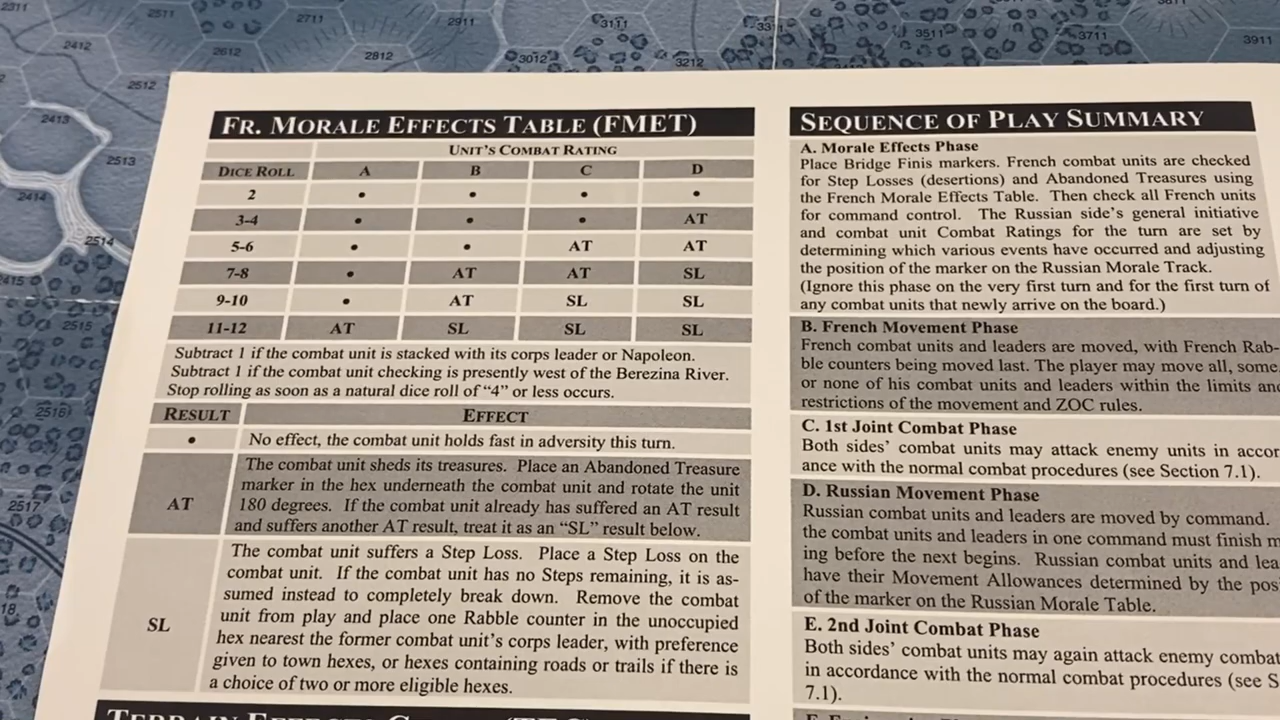 2311
2511
2711
2911
3111
3511
3711
3911
2412
2612
2812
3012
3212
2512
2413
2513
2414
2514
2515
2516
2517
FR. MORALE EFFECTS TABLE (FMET)
UNIT'S COMBAT RATING
DICE ROLL A B C D
2 • • • •
3-4 • • • AT
5-6 • • AT AT
7-8 • AT AT SL
9-10 • AT SL SL
11-12 AT SL SL SL
Subtract 1 if the combat unit is stacked with its corps leader or Napoleon.
Subtract 1 if the combat unit checking is presently west of the Berezina River.
Stop rolling as soon as a natural dice roll of “4” or less occurs.
RESULT EFFECT
• No effect, the combat unit holds fast in adversity this turn.
AT
The combat unit sheds its treasures. Place an Abandoned Treasure
marker in the hex underneath the combat unit and rotate the unit
180 degrees. If the combat unit already has suffered an AT result
and suffers another AT result, treat it as an “SL” result below.
SL
The combat unit suffers a Step Loss. Place a Step Loss on the
combat unit. If the combat unit has no Steps remaining, it is as-
sumed instead to completely break down. Remove the combat
unit from play and place one Rabble counter in the unoccupied
hex nearest the former combat unit's corps leader, with preference
given to town hexes, or hexes containing roads or trails if there is
a choice of two or more eligible hexes.
SEQUENCE OF PLAY SUMMARY
A. Morale Effects Phase
Place Bridge Finis markers. French combat units are checked
for Step Losses (desertions) and Abandoned Treasures using
the French Morale Effects Table. Then check all French units
for command control. The Russian side's general initiative
and combat unit Combat Ratings for the turn are set by
determining which various events have occurred and adjusting
the position of the marker on the Russian Morale Track.
(Ignore this phase on the very first turn and for the first turn of
any combat units that newly arrive on the board.)
B. French Movement Phase
French combat units and leaders are moved, with French Rab-
ble counters being moved last. The player may move all, some,
or none of his combat units and leaders within the limits and
restrictions of the movement and ZOC rules.
C. 1st Joint Combat Phase
Both sides' combat units may attack enemy units in accor
ance with the normal combat procedures (see Section 7.1).
D. Russian Movement Phase
Russian combat units and leaders are moved by command.
the combat units and leaders in one command must finish m
ing before the next begins. Russian combat units and lea
have their Movement Allowances determined by the pos
of the marker on the Russian Morale Table.
E. 2nd Joint Combat Phase
Both sides' combat units may again attack enemy combat
in accordance with the normal combat procedures (see S
7.1).